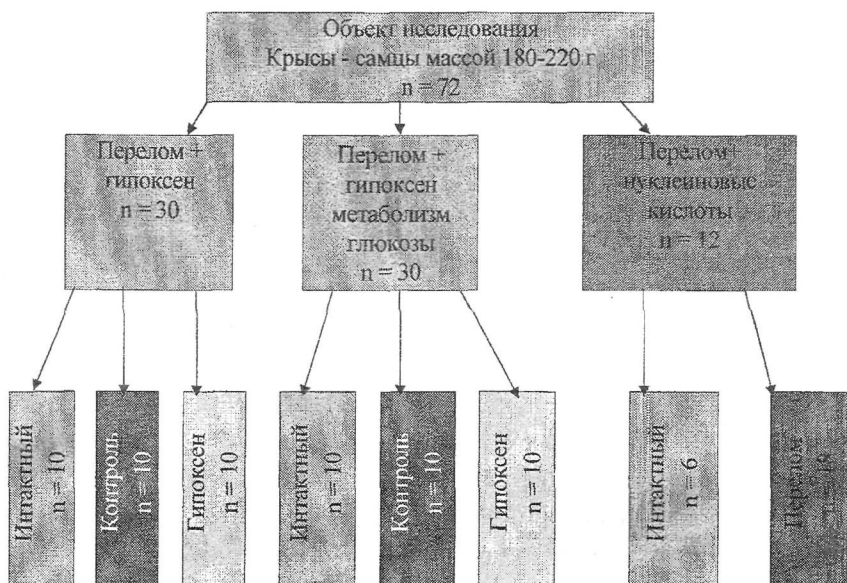 Объект исследования
Крысы - самцы массой 180-220 г
n = 72
Перелом +
гипоксен
n = 30
Перелом +
гипоксен
метаболизм
глюкозы
n = 30
Перелом
нуклеиновые
кислоты
n = 12
Интактный
n = 10
Контроль
n = 10
Гипоксен
n = 10
Интактный
n = 10
Контроль
n = 10
Гипоксен
n = 10
Интактный
n = 6
Перелом